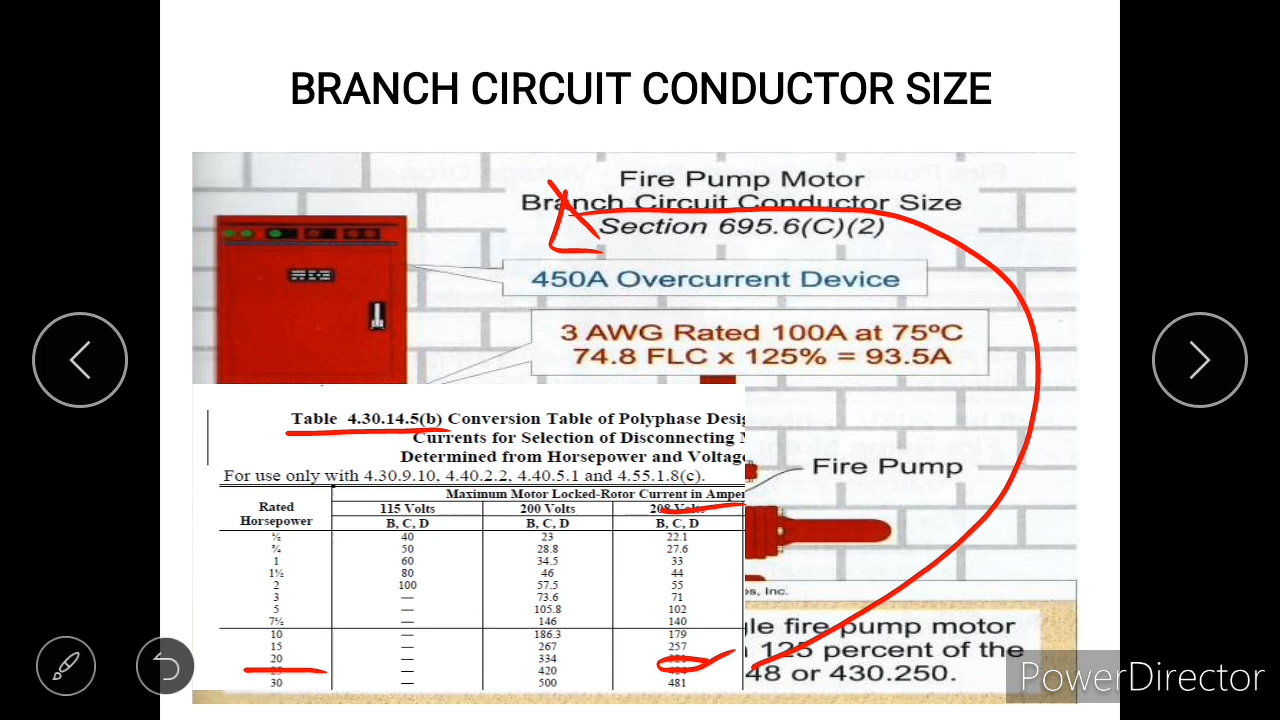 BRANCH CIRCUIT CONDUCTOR SIZE
Fire Pump Motor
Branch Circuit Conductor Size
Section 695.6(C)(2)
450A Overcurrent Device
3 AWG Rated 100A at 75ºC
74.8 FLC x 125% = 93.5A
Table 4.30.14.5(b) Conversion Table of Polyphase
Currents for Selection of Disconnecting
Determined from Horsepower and
For use only with 4.30.9.10, 4.40.2.2, 4.40.5.1 and 4.55.1.8(c).
Maximum Motor Locked-Rotor Current in
Rated Horsepower 115 Volts 200 Volts 208 Volts
B, C, D B, C, D B, C, D
½ 40 23 22.1
¾ 50 28.8 27.6
1 60 34.5 33
1½ 80 46 44
2 100 57.5 55
3 — 73.6 71
5 — 105.8 102
7½ — 146 140
10 — 186.3 179
15 — 267 257
20 — 334
— 420
30 — 500 481
Fire Pump
Inc.
fire pump motor
125 percent of the
48 or 430.250.
PowerDirector